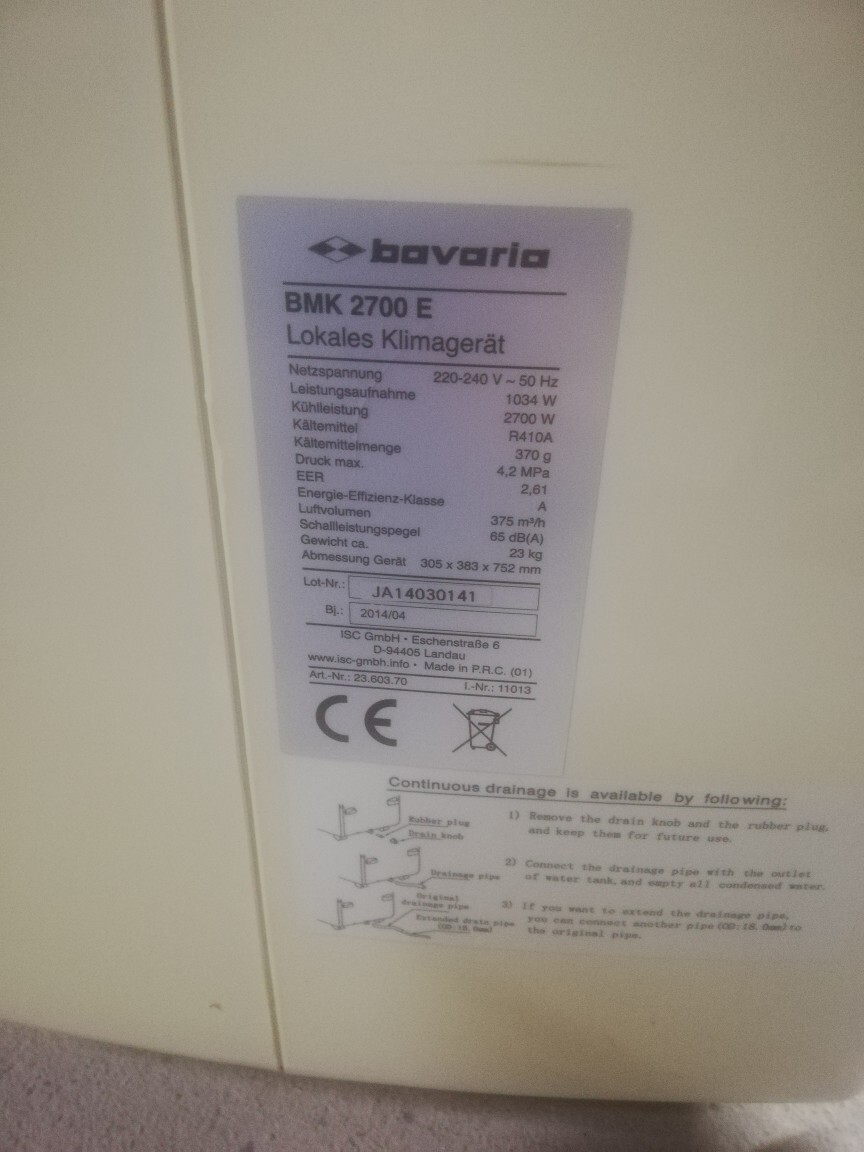 bavaria
BMK 2700 E
Lokales Klimagerät
Netzspannung 220-240 V ~ 50 Hz
Leistungsaufnahme 1034 W
Kühlleistung 2700 W
Kältemittel R410A
Kältemittelmenge 370 g
Druck max. 4,2 MPa
EER 2,61
Energie-Effizienz-Klasse A
Luftvolumen 375 m³/h
Schallleistungspegel 65 dB(A)
Gewicht ca. 23 kg
Abmessung Gerät 305 x 383 x 752 mm
Lot-Nr.: JA14030141
Bj.: 2014/04
ISC GmbH · Eschenstraße 6
D-94405 Landau
www.isc-gmbh.info · Made in P.R.C. (01)
Art.-Nr.: 23.603.70 I.-Nr.: 11013
CE
Continuous drainage is available by following:
Rubber plug
Drain knob
1) Remove the drain knob and the rubber plug,
and keep them for future use.
Drainage pipe
2) Connect the drainage pipe with the outlet
of water tank, and empty all condensed water.
Original
drainage pipe
Extended drain pipe
(OD:18.0mm)
3) If you want to extend the drainage pipe,
you can connect another pipe (OD:18.0mm) to
the original pipe.